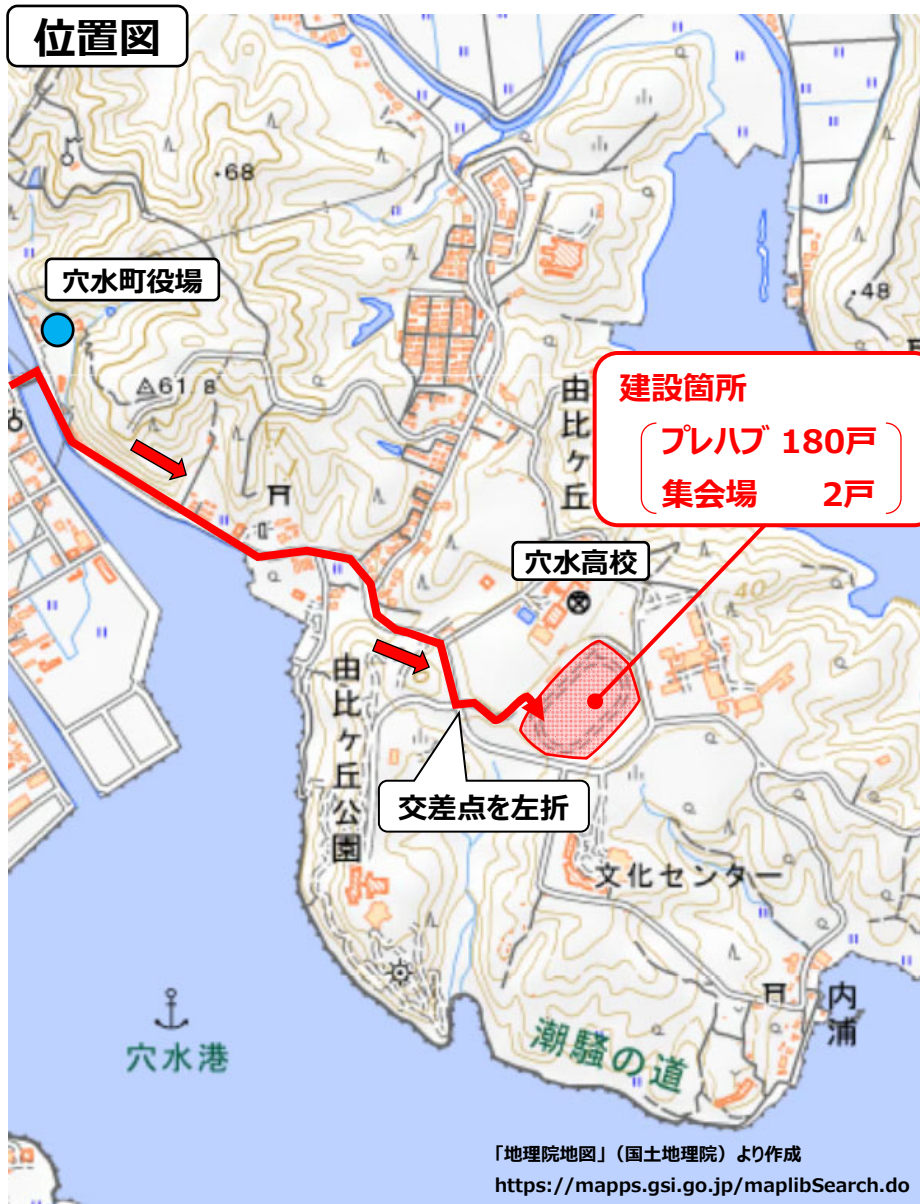 位置図
・68
穴水町役場
・48
61.8
建設箇所
プレハブ 180戸
集会場 2戸
由比ヶ丘
穴水高校
40
由比ヶ丘公園
交差点を左折
文化センター
内浦
穴水港
潮騒の道
「地理院地図」（国土地理院）より作成
https://mapps.gsi.go.jp/maplibSearch.do